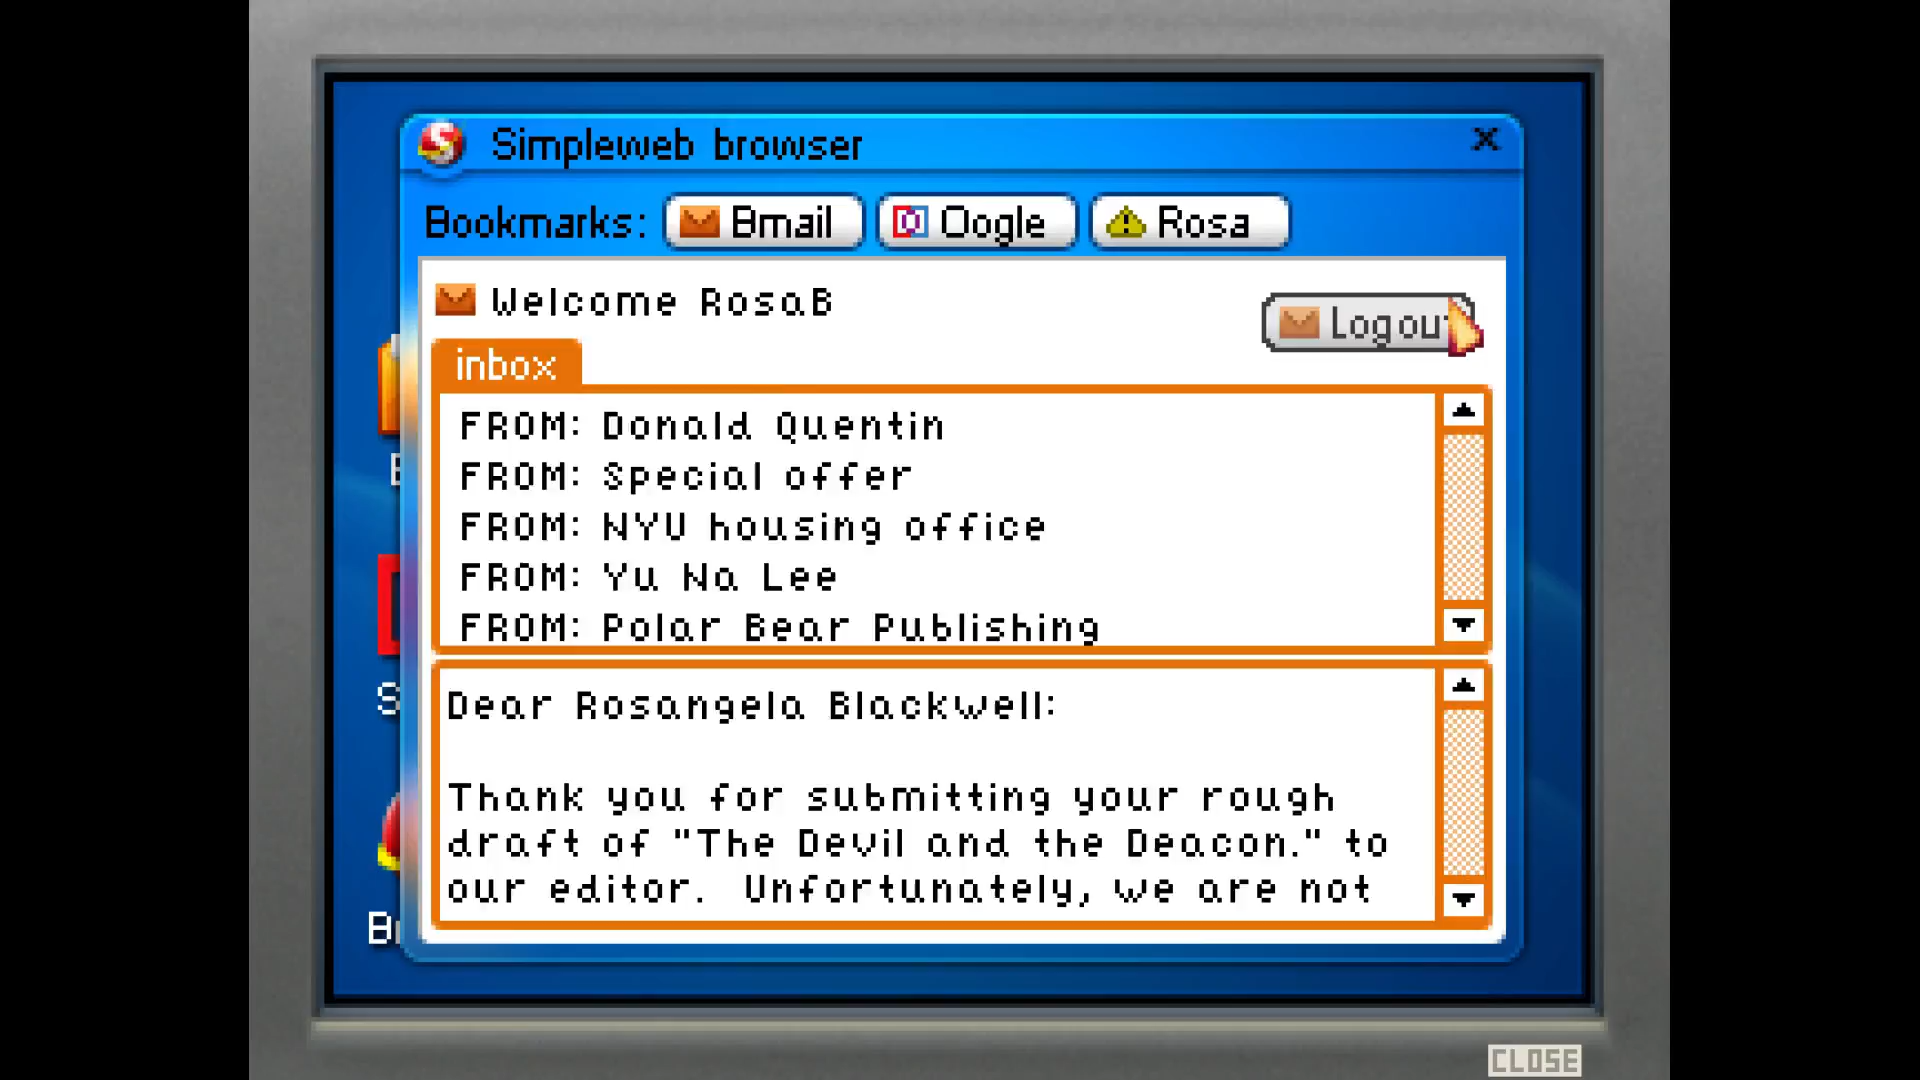 Simpleweb browser
Bookmarks: Bmail Oogle Rosa
Welcome RosaB
Logout
inbox
FROM: Donald Quentin
FROM: Special offer
FROM: NYU housing office
FROM: Yu Na Lee
FROM: Polar Bear Publishing
Dear Rosangela Blackwell:
Thank you for submitting your rough
draft of "The Devil and the Deacon." to
our editor. Unfortunately, we are not
CLOSE